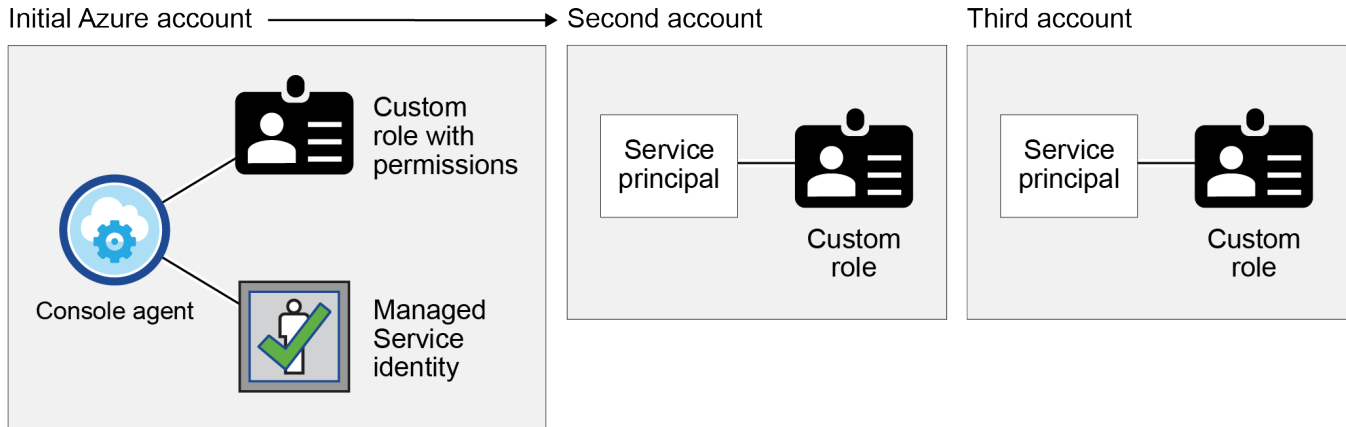 Initial Azure account
Second account
Third account
Custom
role with
permissions
Console agent
Managed
Service
identity
Service
principal
Custom
role
Service
principal
Custom
role